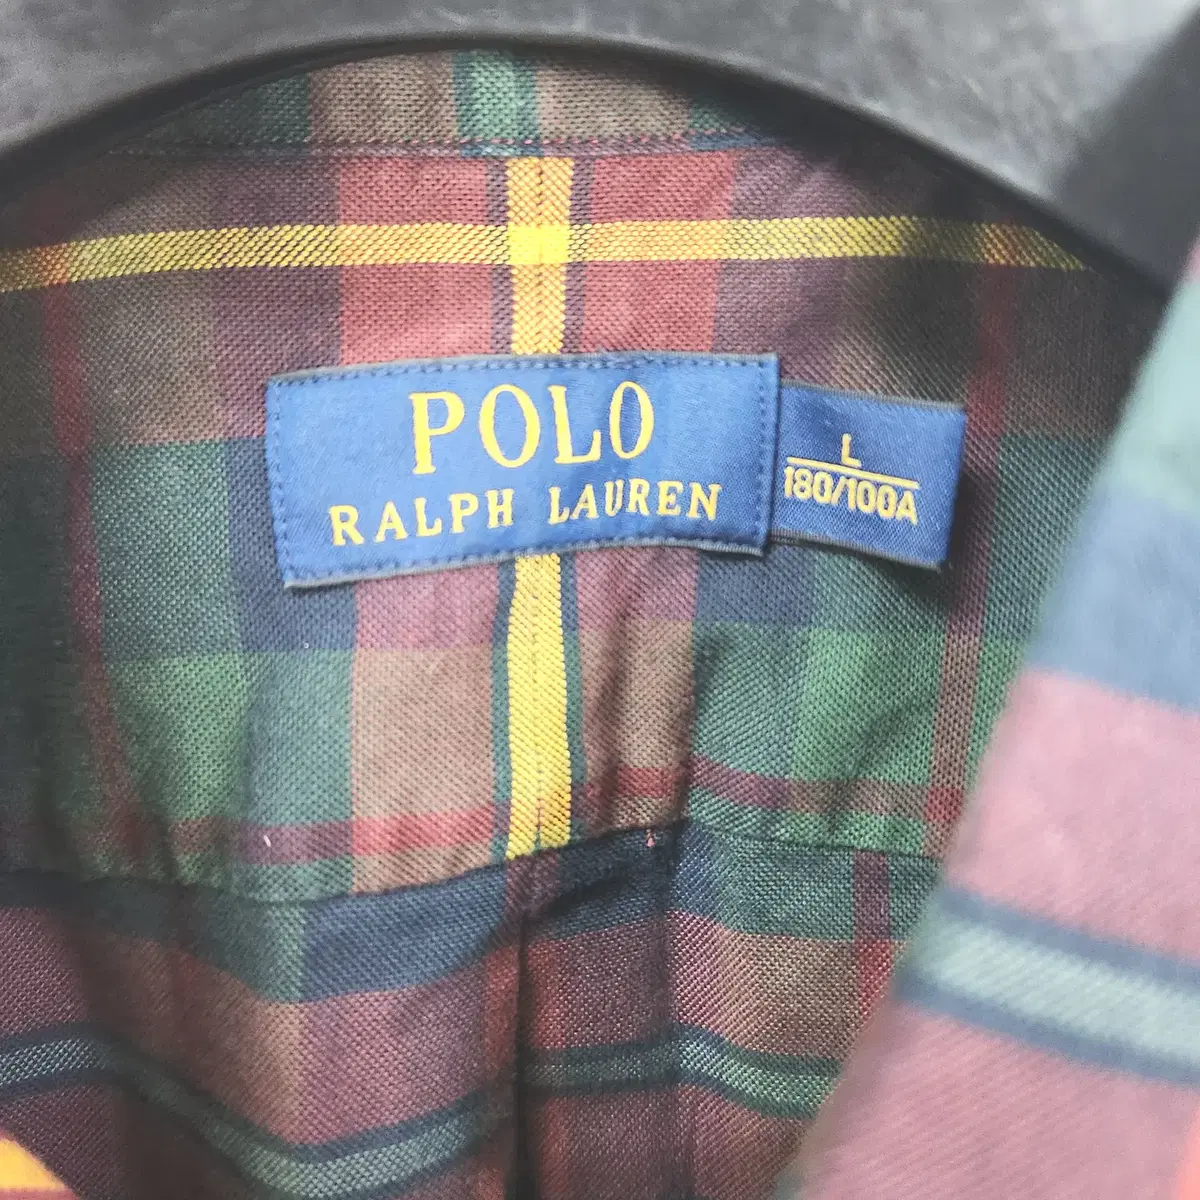 POLO
RALPH LAUREN
L
180/100A